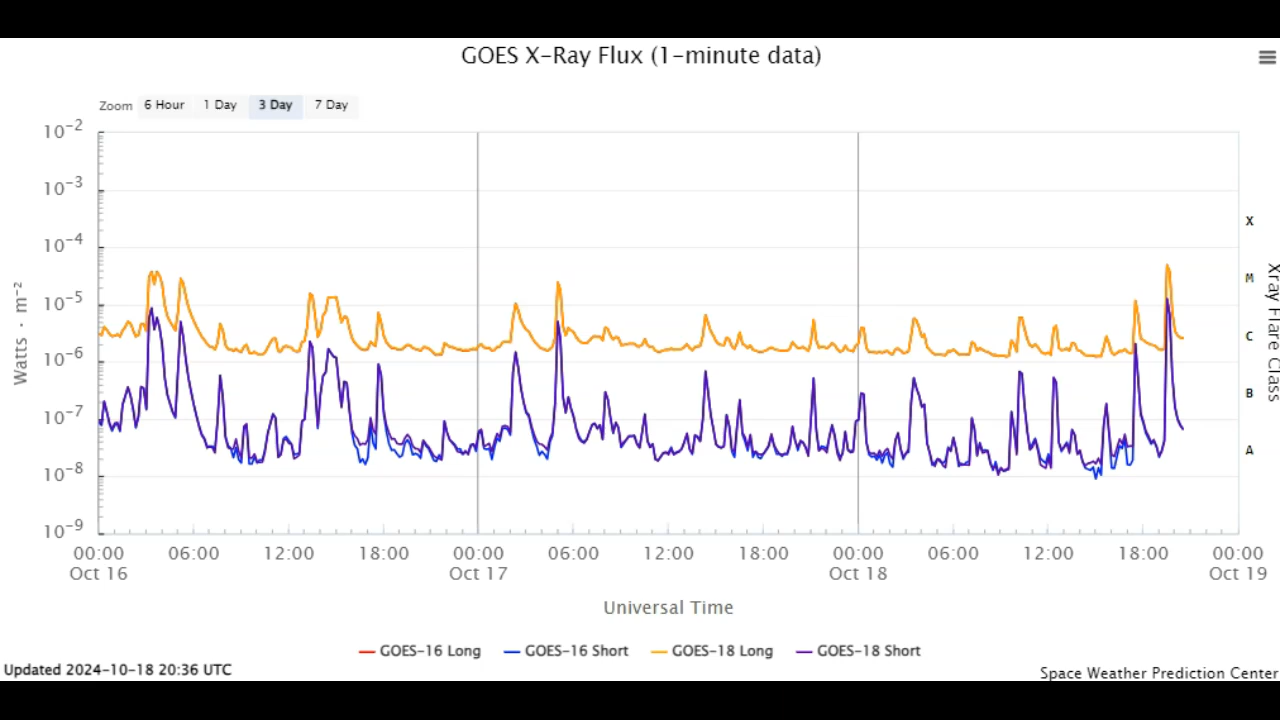 GOES X-Ray Flux (1-minute data)
Zoom 6 Hour 1 Day 3 Day 7 Day
10⁻²
10⁻³
10⁻⁴
10⁻⁵
10⁻⁶
10⁻⁷
10⁻⁸
10⁻⁹
Watts · m⁻²
X
M
C
B
A
Xray Flare Class
00:00 06:00 12:00 18:00 00:00 06:00 12:00 18:00 00:00 06:00 12:00 18:00 00:00
Oct 16 Oct 17 Oct 18 Oct 19
Universal Time
GOES-16 Long GOES-16 Short GOES-18 Long GOES-18 Short
Updated 2024-10-18 20:36 UTC
Space Weather Prediction Center